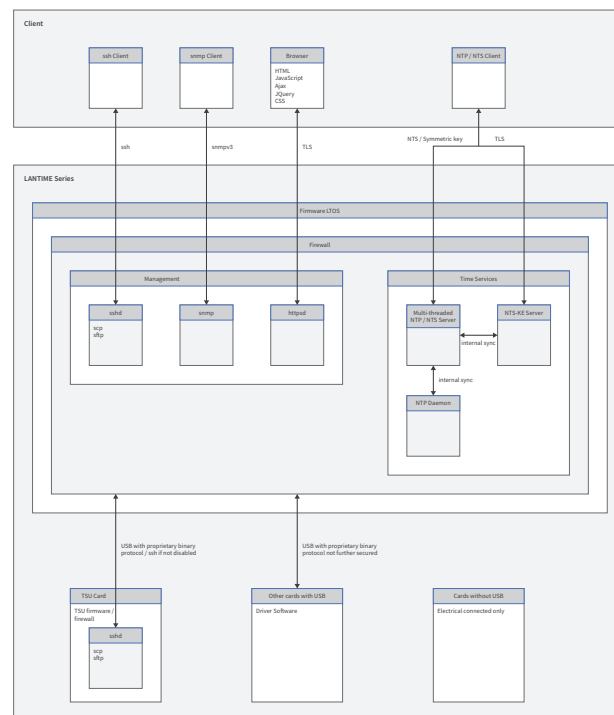 Client
ssh Client
snmp Client
Browser
HTML
JavaScript
Ajax
JQuery
CSS
NTP / NTS Client
ssh
snmpv3
TLS
NTS / Symmetric key
TLS
LANTIME Series
Firmware LTOS
Firewall
Management
sshd
scp
sftp
snmp
httpsd
Time Services
Multi-threaded
NTP / NTS Server
NTS-KE Server
internal sync
internal sync
NTP Daemon
USB with proprietary binary
protocol / ssh if not disabled
USB with proprietary binary
protocol not further secured
TSU Card
TSU firmware /
firewall
sshd
scp
sftp
Other cards with USB
Driver Software
Cards without USB
Electrical connected only